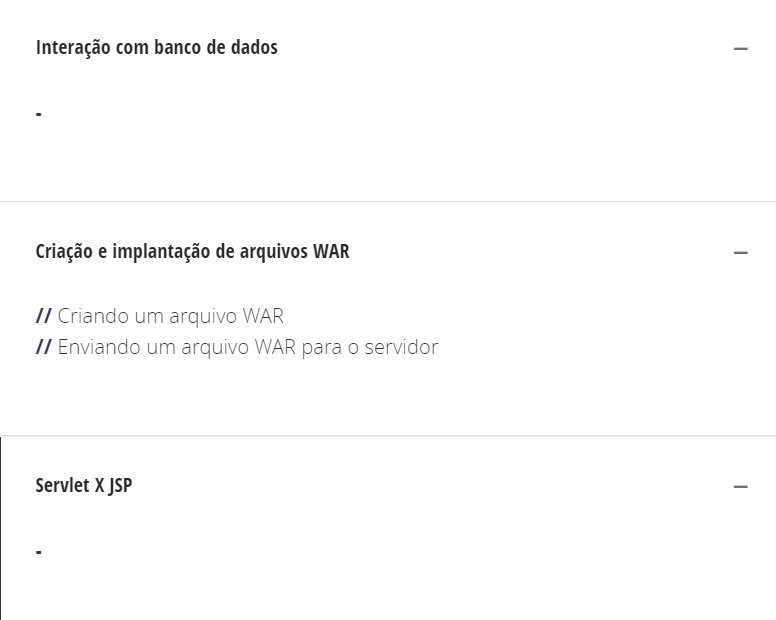 Interação com banco de dados
-
Criação e implantação de arquivos WAR
// Criando um arquivo WAR
// Enviando um arquivo WAR para o servidor
Servlet X JSP
-